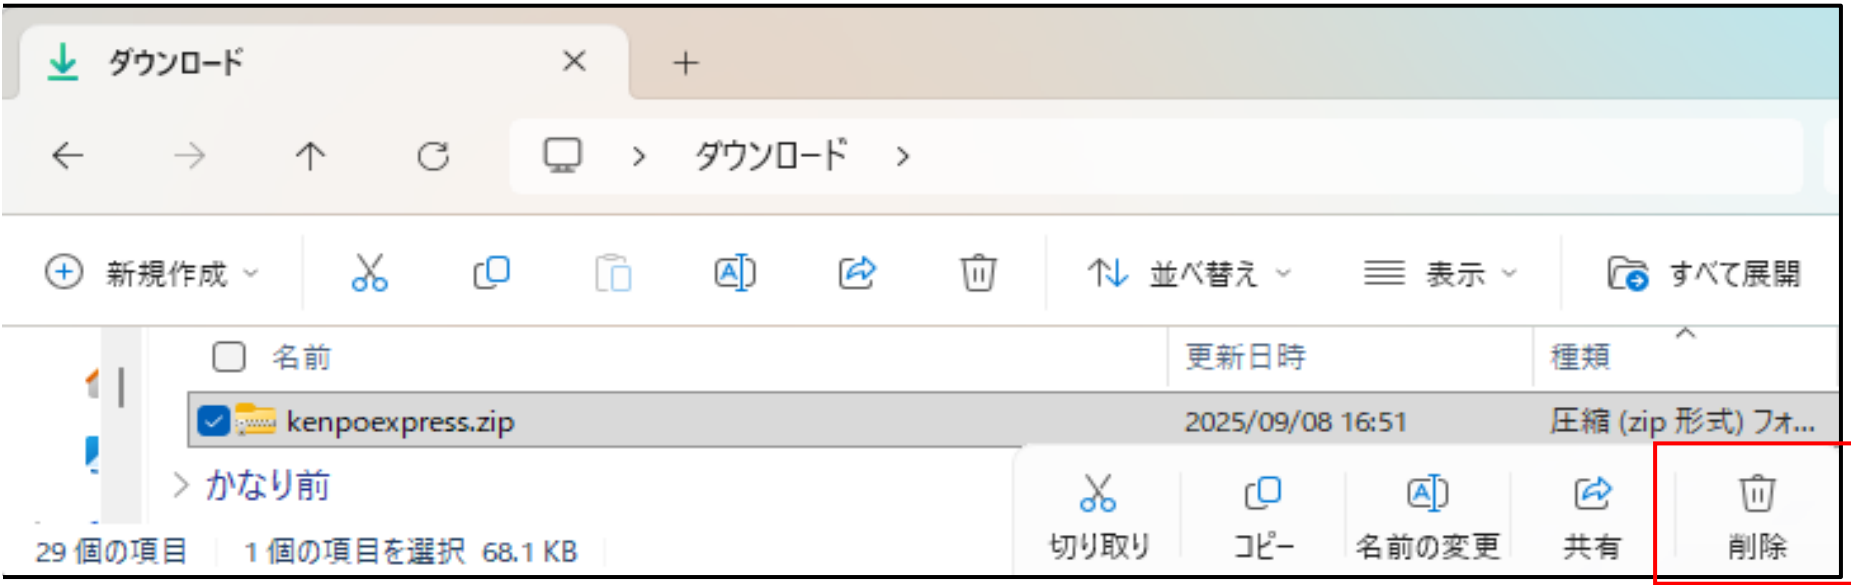 ダウンロード
ダウンロード
新規作成 並べ替え 表示 すべて展開
名前 更新日時 種類
kenpoexpress.zip 2025/09/08 16:51 圧縮 (zip 形式) フォ...
かなり前
切り取り コピー 名前の変更 共有 削除
29 個の項目 1 個の項目を選択 68.1 KB